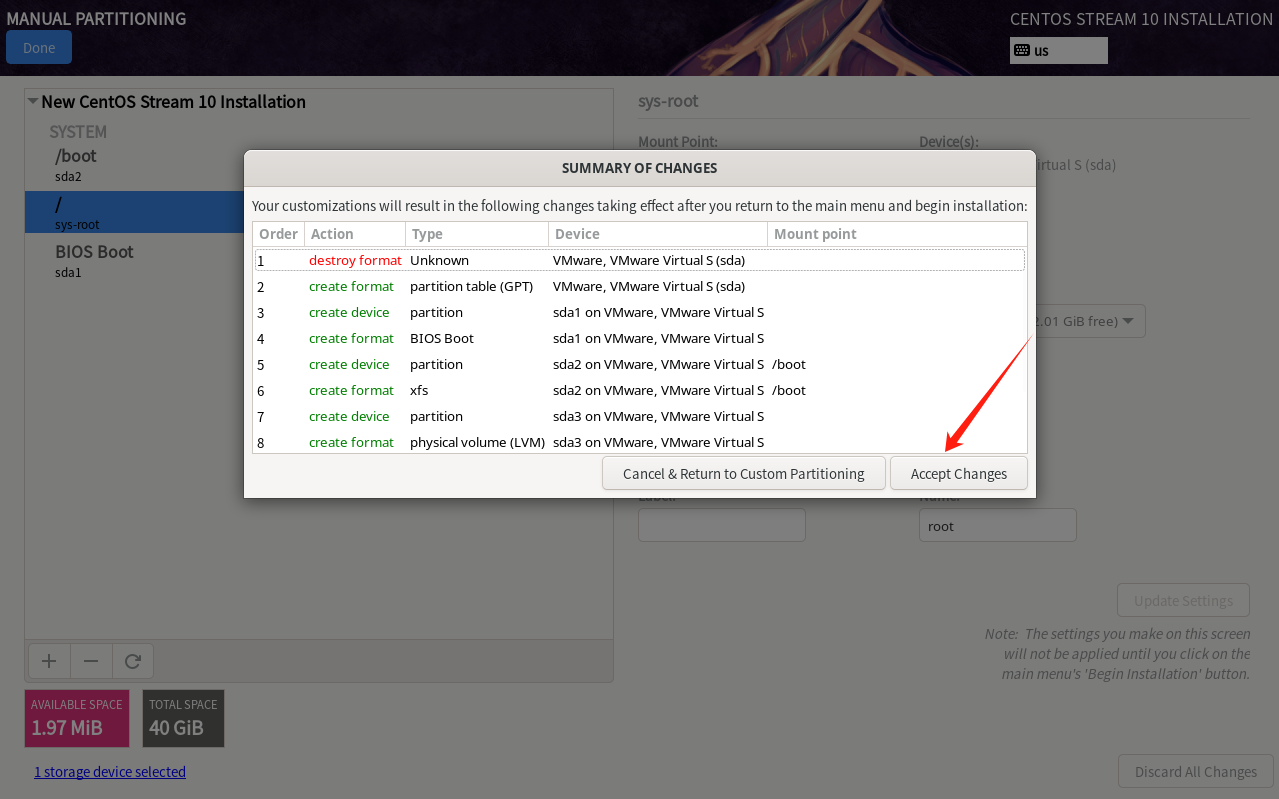 MANUAL PARTITIONING
CENTOS STREAM 10 INSTALLATION
Done
us
New CentOS Stream 10 Installation
SYSTEM
/boot
sda2
/
sys-root
BIOS Boot
sda1
sys-root
Mount Point:
Device(s):
irtual S (sda)
SUMMARY OF CHANGES
Your customizations will result in the following changes taking effect after you return to the main menu and begin installation:
Order Action Type Device Mount point
1 destroy format Unknown VMware, VMware Virtual S (sda)
2 create format partition table (GPT) VMware, VMware Virtual S (sda)
3 create device partition sda1 on VMware, VMware Virtual S
4 create format BIOS Boot sda1 on VMware, VMware Virtual S
5 create device partition sda2 on VMware, VMware Virtual S /boot
6 create format xfs sda2 on VMware, VMware Virtual S /boot
7 create device partition sda3 on VMware, VMware Virtual S
8 create format physical volume (LVM) sda3 on VMware, VMware Virtual S
2.01 GiB free)
Cancel & Return to Custom Partitioning
Accept Changes
Label:
Name:
root
Update Settings
Note: The settings you make on this screen
will not be applied until you click on the
main menu's 'Begin Installation' button.
AVAILABLE SPACE
1.97 MiB
TOTAL SPACE
40 GiB
1 storage device selected
Discard All Changes